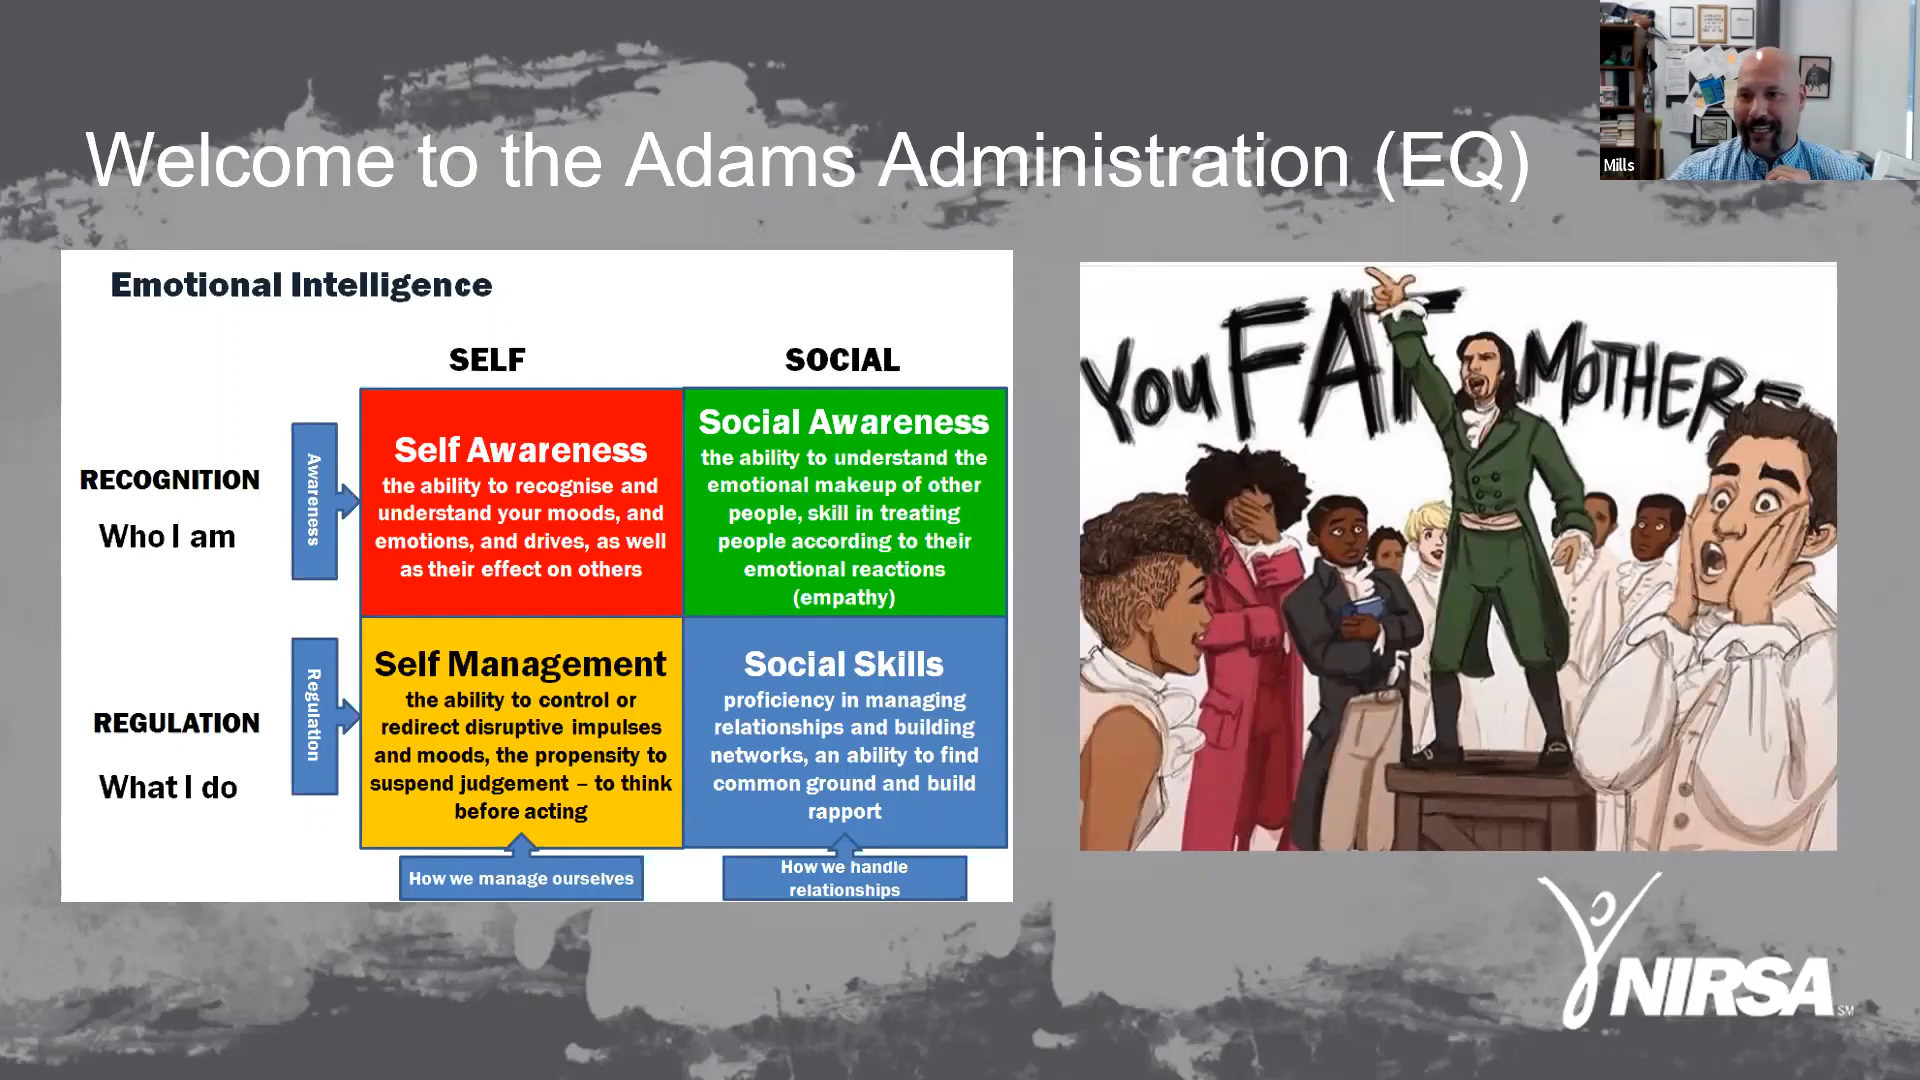 Welcome to the Adams Administration (EQ)
Mills
Emotional Intelligence
SELF
SOCIAL
RECOGNITION
Who I am
Awareness
Self Awareness
the ability to recognise and
understand your moods, and
emotions, and drives, as well
as their effect on others
Social Awareness
the ability to understand the
emotional makeup of other
people, skill in treating
people according to their
emotional reactions
(empathy)
REGULATION
What I do
Regulation
Self Management
the ability to control or
redirect disruptive impulses
and moods, the propensity to
suspend judgement – to think
before acting
Social Skills
proficiency in managing
relationships and building
networks, an ability to find
common ground and build
rapport
How we manage ourselves
How we handle
relationships
You FAT MOTHERF
NIRSA SM